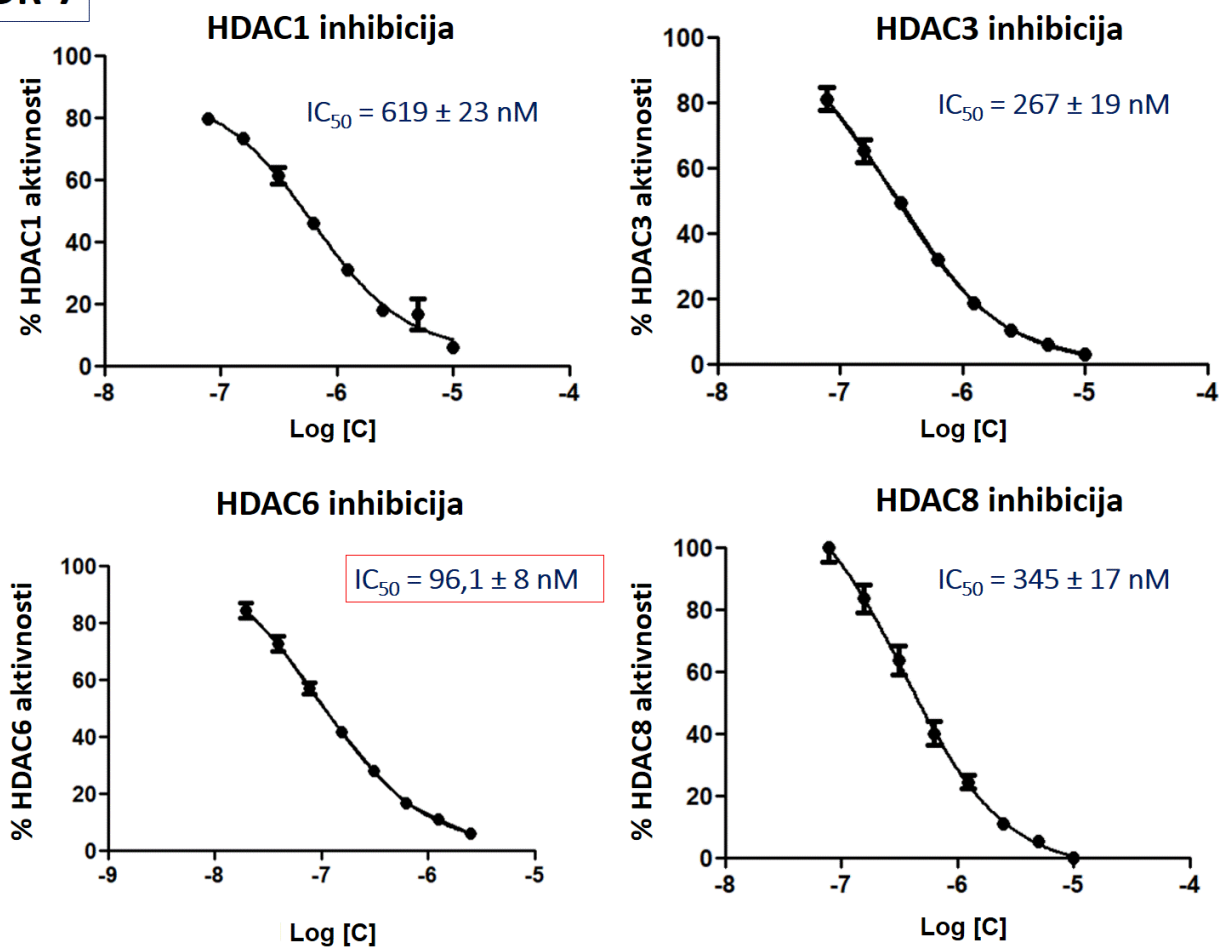 HDAC1 inhibicija
IC50 = 619 ± 23 nM
% HDAC1 aktivnosti
100
80
60
40
20
0
-8
-7
-6
-5
-4
Log [C]
HDAC3 inhibicija
IC50 = 267 ± 19 nM
% HDAC3 aktivnosti
100
80
60
40
20
0
-8
-7
-6
-5
-4
Log [C]
HDAC6 inhibicija
IC50 = 96,1 ± 8 nM
% HDAC6 aktivnosti
100
80
60
40
20
0
-9
-8
-7
-6
-5
Log [C]
HDAC8 inhibicija
IC50 = 345 ± 17 nM
% HDAC8 aktivnosti
100
80
60
40
20
0
-8
-7
-6
-5
-4
Log [C]